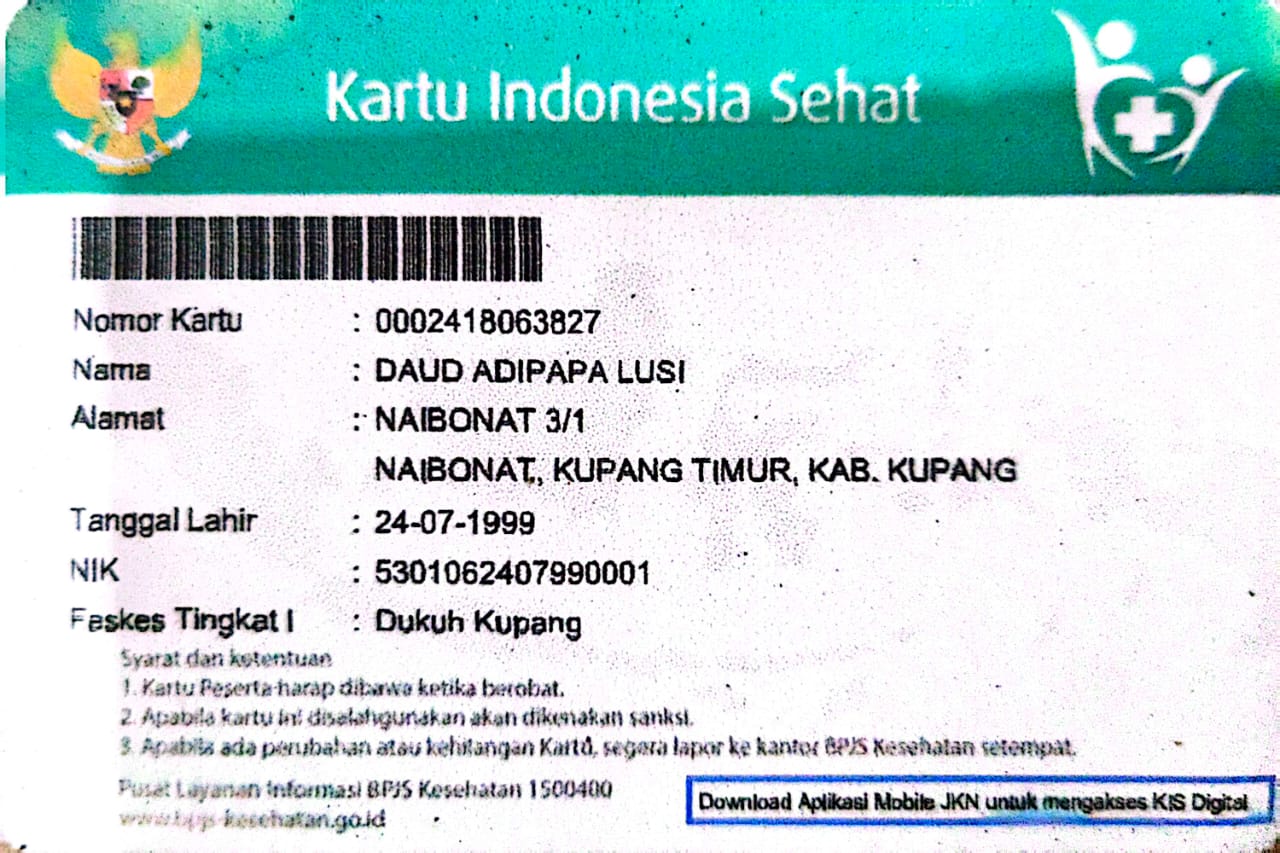 Kartu Indonesia Sehat
Nomor Kartu : 0002418063827
Nama : DAUD ADIPAPA LUSI
Alamat : NAIBONAT 3/1
NAIBONAT, KUPANG TIMUR, KAB. KUPANG
Tanggal Lahir : 24-07-1999
NIK : 5301062407990001
Faskes Tingkat I : Dukuh Kupang
Syarat dan ketentuan
1. Kartu Peserta harap dibawa ketika berobat.
2. Apabila kartu ini disalahgunakan akan dikenakan sanksi.
3. Apabila ada perubahan atau kehilangan Kartu, segera lapor ke kantor BPJS Kesehatan setempat.
Pusat Layanan Informasi BPJS Kesehatan 1500400
www.bpjs-kesehatan.go.id
Download Aplikasi Mobile JKN untuk mengakses KIS Digital